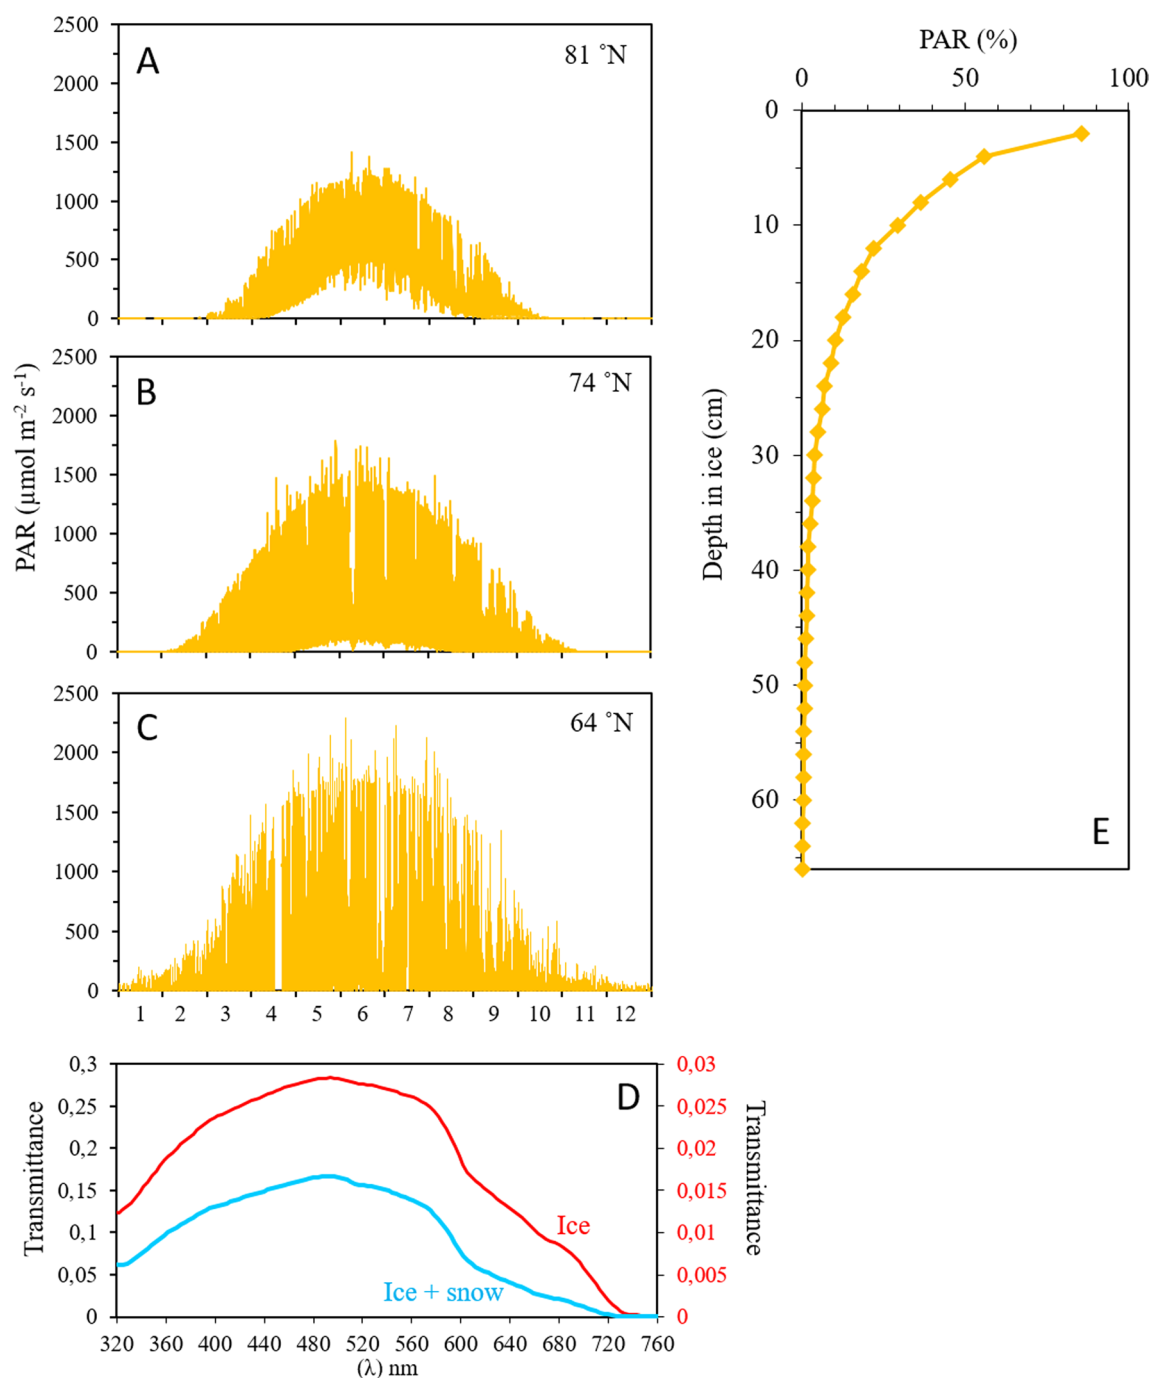 2500
2000
1500
1000
500
0
A
81 °N
2500
2000
1500
1000
500
0
B
74 °N
PAR (µmol m⁻² s⁻¹)
2500
2000
1500
1000
500
0
C
64 °N
1 2 3 4 5 6 7 8 9 10 11 12
0,3
0,25
0,2
0,15
0,1
0,05
0
Transmittance
D
Ice
Ice + snow
0,03
0,025
0,02
0,015
0,01
0,005
0
Transmittance
320 360 400 440 480 520 560 600 640 680 720 760
(λ) nm
PAR (%)
0 50 100
0
10
20
30
40
50
60
Depth in ice (cm)
E